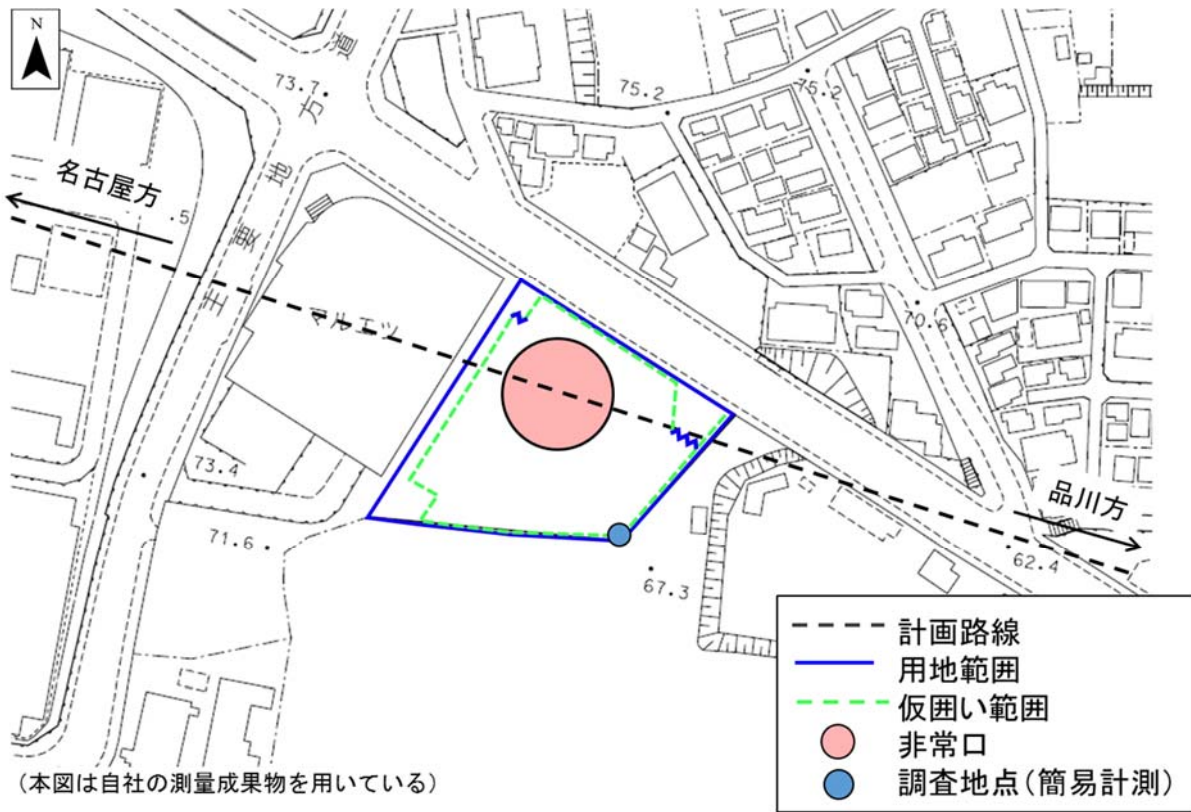 N
道
方
地
要
主
73.7
75.2
75.2
名古屋方
.5
マルエツ
70.6
73.4
71.6
67.3
品川方
62.4
計画路線
用地範囲
仮囲い範囲
非常口
調査地点(簡易計測)
(本図は自社の測量成果物を用いている)